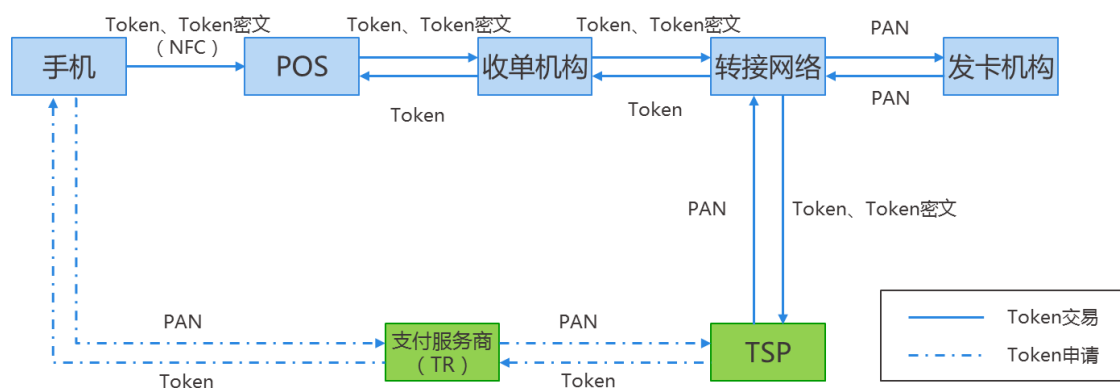 Token、Token密文
（NFC）
Token、Token密文
Token、Token密文
PAN
手机
POS
收单机构
转接网络
发卡机构
Token
Token
PAN
PAN
Token、Token密文
PAN
支付服务商
（TR）
PAN
TSP
Token
Token
Token交易
Token申请